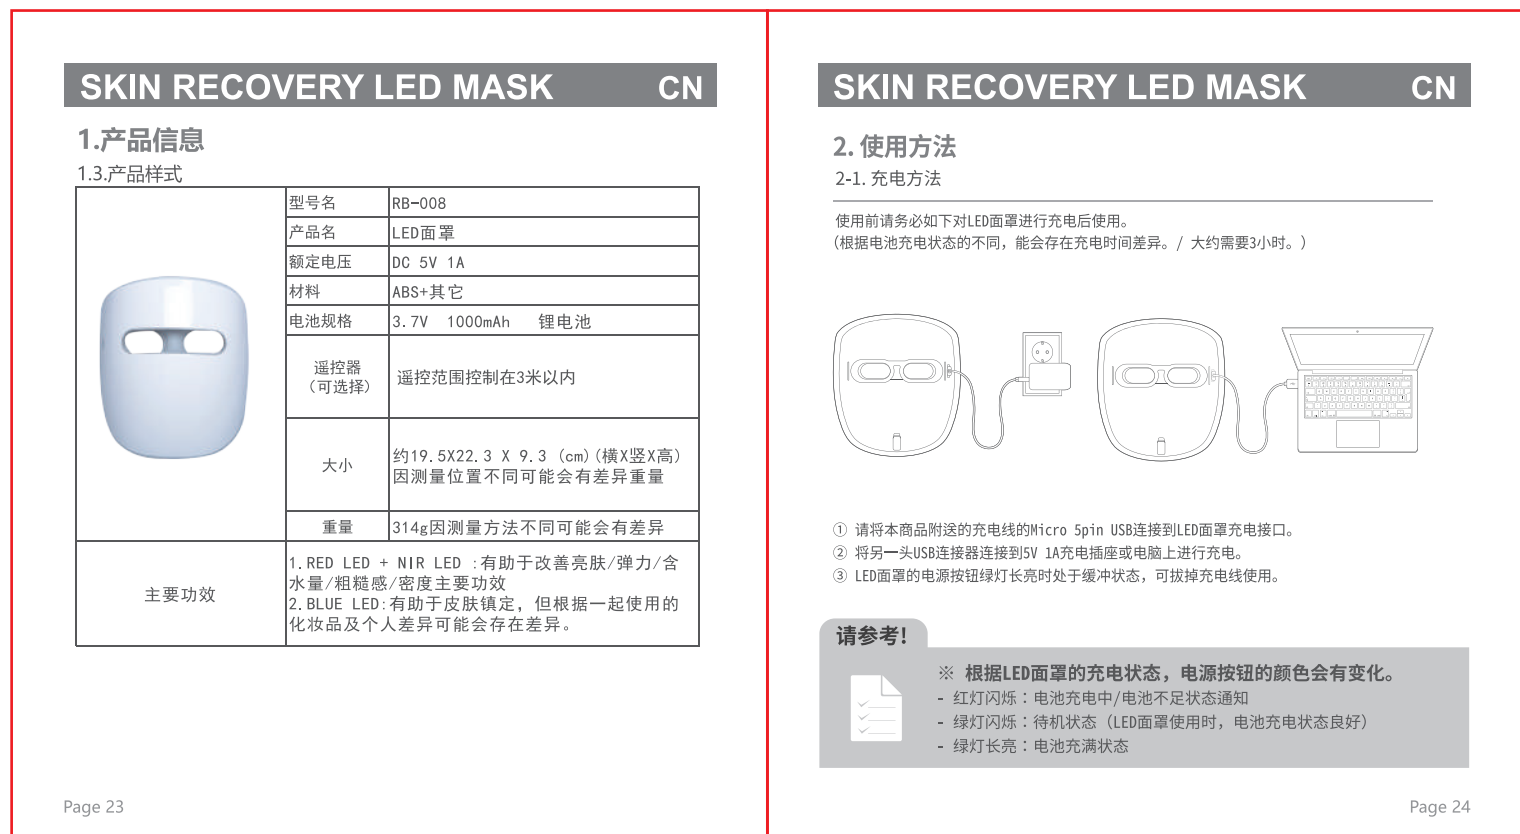 SKIN RECOVERY LED MASK CN
1.产品信息
1.3.产品样式
型号名 RB-008
产品名 LED面罩
额定电压 DC 5V 1A
材料 ABS+其它
电池规格 3.7V 1000mAh 锂电池
遥控器
（可选择）
遥控范围控制在3米以内
大小
约19.5X22.3 X 9.3 (cm)(横X竖X高)
因测量位置不同可能会有差异重量
重量 314g因测量方法不同可能会有差异
主要功效
1.RED LED + NIR LED :有助于改善亮肤/弹力/含
水量/粗糙感/密度主要功效
2.BLUE LED:有助于皮肤镇定，但根据一起使用的
化妆品及个人差异可能会存在差异。
Page 23
SKIN RECOVERY LED MASK CN
2. 使用方法
2-1. 充电方法
使用前请务必如下对LED面罩进行充电后使用。
（根据电池充电状态的不同，能会存在充电时间差异。/ 大约需要3小时。）
① 请将本商品附送的充电线的Micro 5pin USB连接到LED面罩充电接口。
② 将另一头USB连接器连接到5V 1A充电插座或电脑上进行充电。
③ LED面罩的电源按钮绿灯长亮时处于缓冲状态，可拔掉充电线使用。
请参考!
※ 根据LED面罩的充电状态，电源按钮的颜色会有变化。
- 红灯闪烁：电池充电中/电池不足状态通知
- 绿灯闪烁：待机状态（LED面罩使用时，电池充电状态良好）
- 绿灯长亮：电池充满状态
Page 24